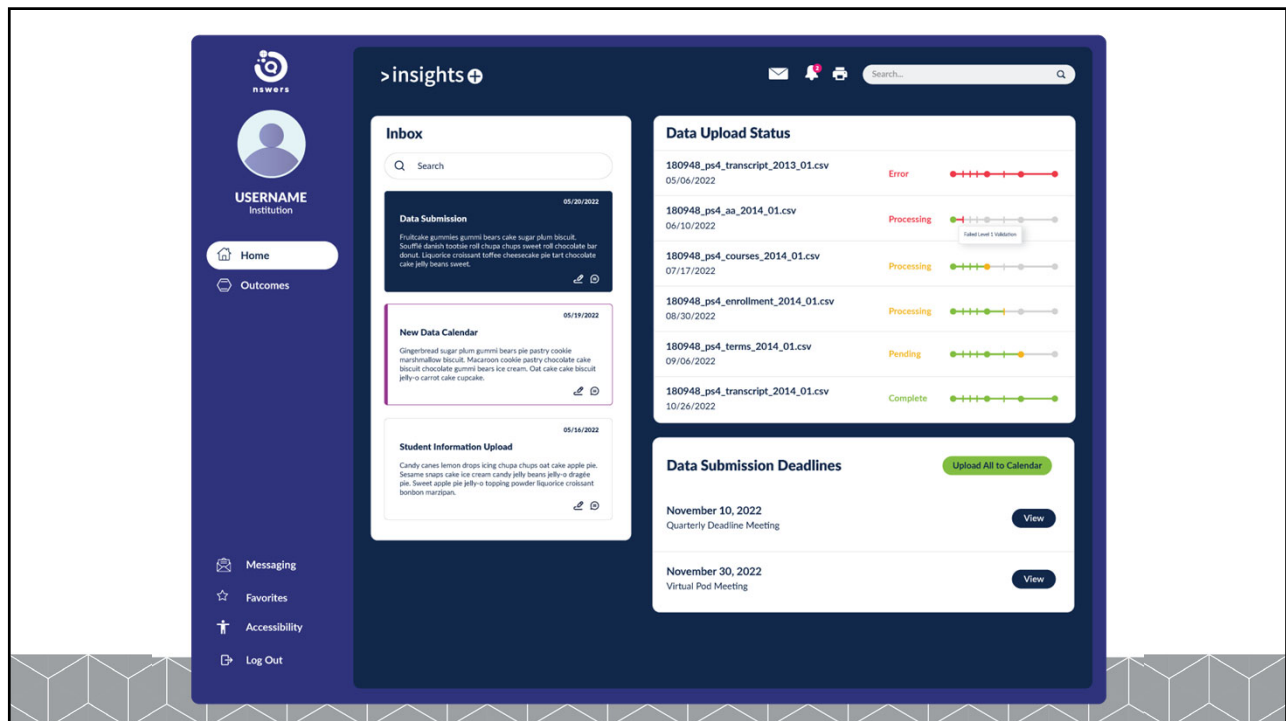 nswers
USERNAME
Institution
Home
Outcomes
Messaging
Favorites
Accessibility
Log Out
>insights+
2
Search...
Inbox
Search
05/20/2022
Data Submission
Fruitcake gummies gummi bears cake sugar plum biscuit.
Soufflé danish tootsie roll chupa chups sweet roll chocolate bar
donut. Liquorice croissant toffee cheesecake pie tart chocolate
cake jelly beans sweet.
05/19/2022
New Data Calendar
Gingerbread sugar plum gummi bears pie pastry cookie
marshmallow biscuit. Macaroon cookie pastry chocolate cake
biscuit chocolate gummi bears ice cream. Oat cake cake biscuit
jelly-o carrot cake cupcake.
05/16/2022
Student Information Upload
Candy canes lemon drops icing chupa chups oat cake apple pie.
Sesame snaps cake ice cream candy jelly beans jelly-o dragée
pie. Sweet apple pie jelly-o topping powder liquorice croissant
bonbon marzipan.
Data Upload Status
180948_ps4_transcript_2013_01.csv
05/06/2022
Error
180948_ps4_aa_2014_01.csv
06/10/2022
Processing
Failed Level 1 Validation
180948_ps4_courses_2014_01.csv
07/17/2022
Processing
180948_ps4_enrollment_2014_01.csv
08/30/2022
Processing
180948_ps4_terms_2014_01.csv
09/06/2022
Pending
180948_ps4_transcript_2014_01.csv
10/26/2022
Complete
Data Submission Deadlines
Upload All to Calendar
November 10, 2022
Quarterly Deadline Meeting
View
November 30, 2022
Virtual Pod Meeting
View